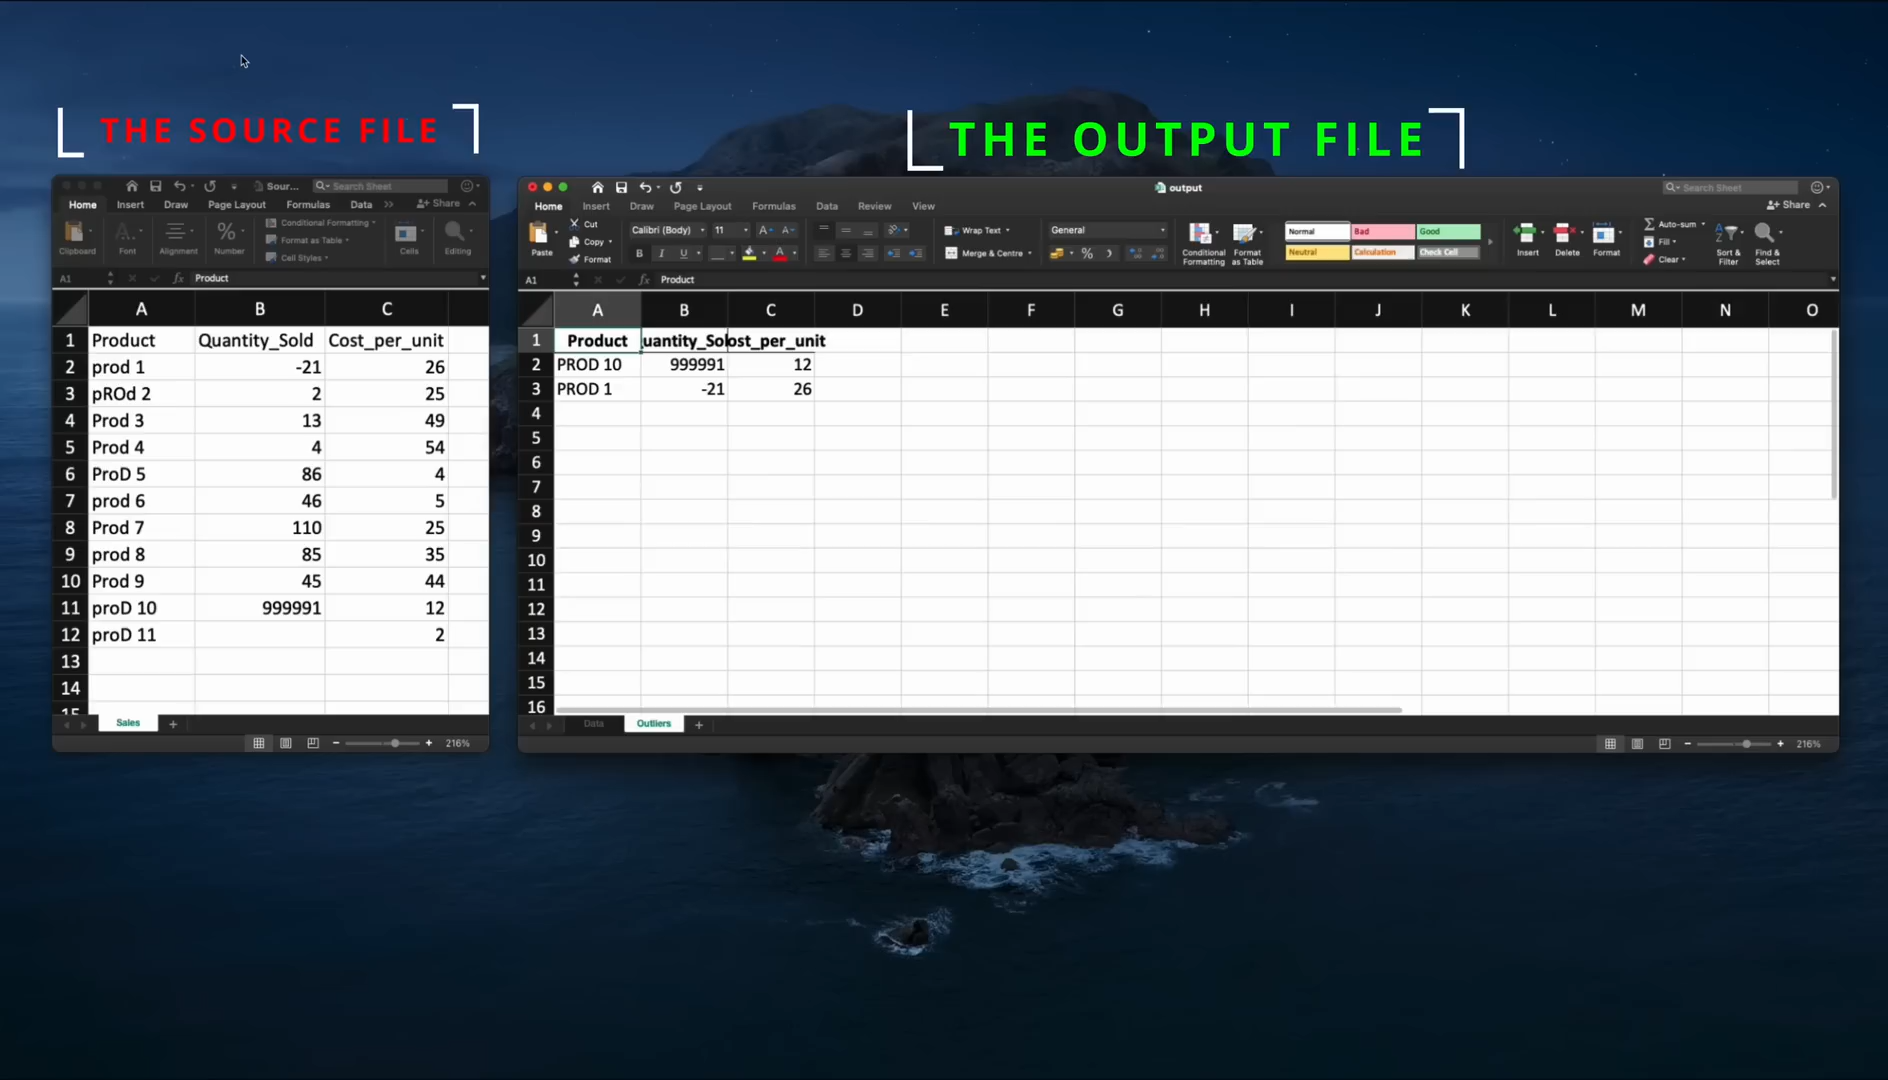 THE SOURCE FILE
THE OUTPUT FILE
Sour...
Search Sheet
Home Insert Draw Page Layout Formulas Data >> Share
Clipboard Font Alignment Number
Conditional Formatting
Format as Table
Cell Styles
Cells Editing
A1 fx Product
A B C
1 Product Quantity_Sold Cost_per_unit
2 prod 1 -21 26
3 pROd 2 2 25
4 Prod 3 13 49
5 Prod 4 4 54
6 ProD 5 86 4
7 prod 6 46 5
8 Prod 7 110 25
9 prod 8 85 35
10 Prod 9 45 44
11 proD 10 999991 12
12 proD 11 2
13
14
15
Sales +
216%
output
Search Sheet
Home Insert Draw Page Layout Formulas Data Review View Share
Paste
Cut
Copy
Format
Calibri (Body) 11
B I U
Wrap Text
Merge & Centre
General
Conditional Formatting
Format as Table
Normal Bad Good
Neutral Calculation Check Cell
Insert Delete Format
Auto-sum
Fill
Clear
Sort & Filter
Find & Select
A1 fx Product
A B C D E F G H I J K L M N O
1 Product uantity_Sol ost_per_unit
2 PROD 10 999991 12
3 PROD 1 -21 26
4
5
6
7
8
9
10
11
12
13
14
15
16
Data Outliers +
216%